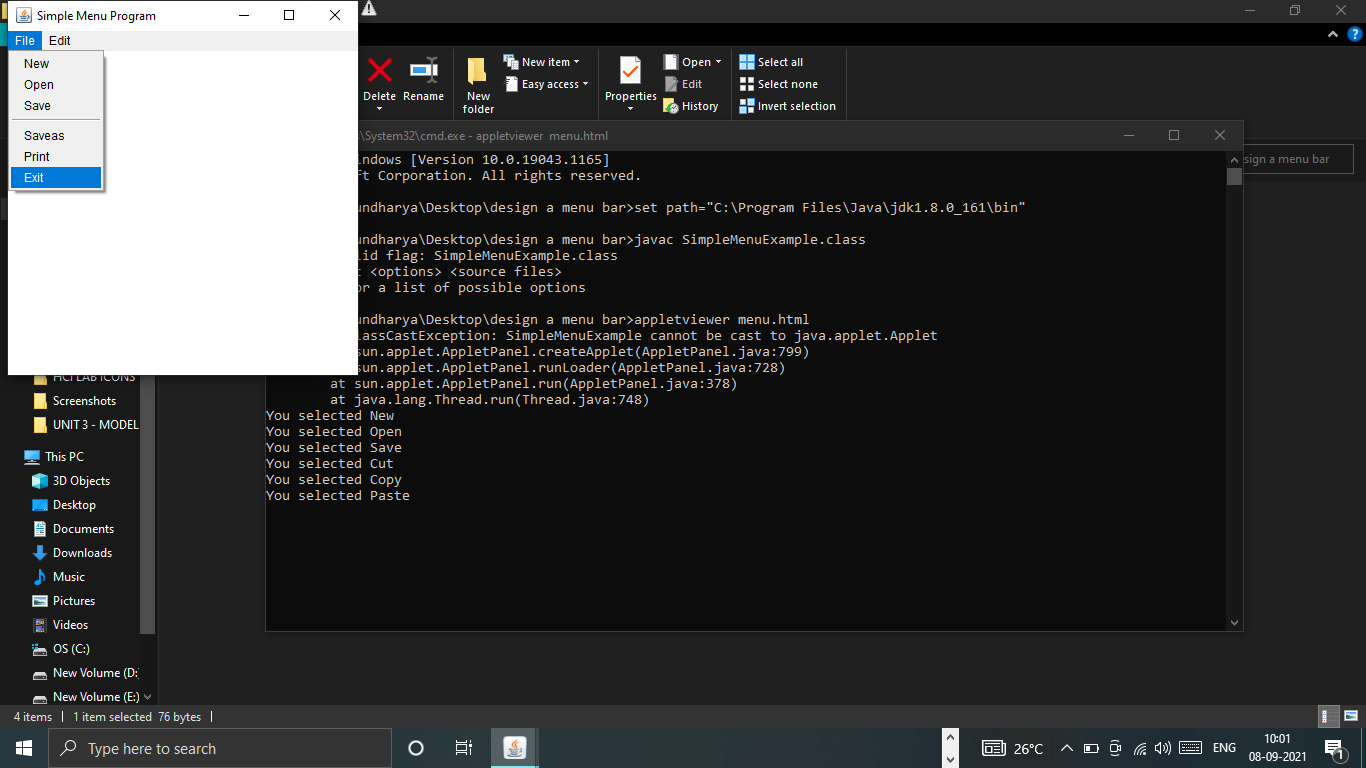 Simple Menu Program
File Edit
New
Open
Save
Saveas
Print
Exit
Delete
Rename
New
folder
New item
Easy access
Properties
Open
Edit
History
Select all
Select none
Invert selection
\System32\cmd.exe - appletviewer menu.html
sign a menu bar
indows [Version 10.0.19043.1165]
ft Corporation. All rights reserved.
undharya\Desktop\design a menu bar>set path="C:\Program Files\Java\jdk1.8.0_161\bin"
undharya\Desktop\design a menu bar>javac SimpleMenuExample.class
lid flag: SimpleMenuExample.class
<options> <source files>
or a list of possible options
undharya\Desktop\design a menu bar>appletviewer menu.html
lassCastException: SimpleMenuExample cannot be cast to java.applet.Applet
sun.applet.AppletPanel.createApplet(AppletPanel.java:799)
sun.applet.AppletPanel.runLoader(AppletPanel.java:728)
at sun.applet.AppletPanel.run(AppletPanel.java:378)
at java.lang.Thread.run(Thread.java:748)
You selected New
You selected Open
You selected Save
You selected Cut
You selected Copy
You selected Paste
HCI LAB ICONS
Screenshots
UNIT 3 - MODEL
This PC
3D Objects
Desktop
Documents
Downloads
Music
Pictures
Videos
OS (C:)
New Volume (D:)
New Volume (E:)
4 items 1 item selected 76 bytes
Type here to search
26°C
ENG
10:01
08-09-2021
1